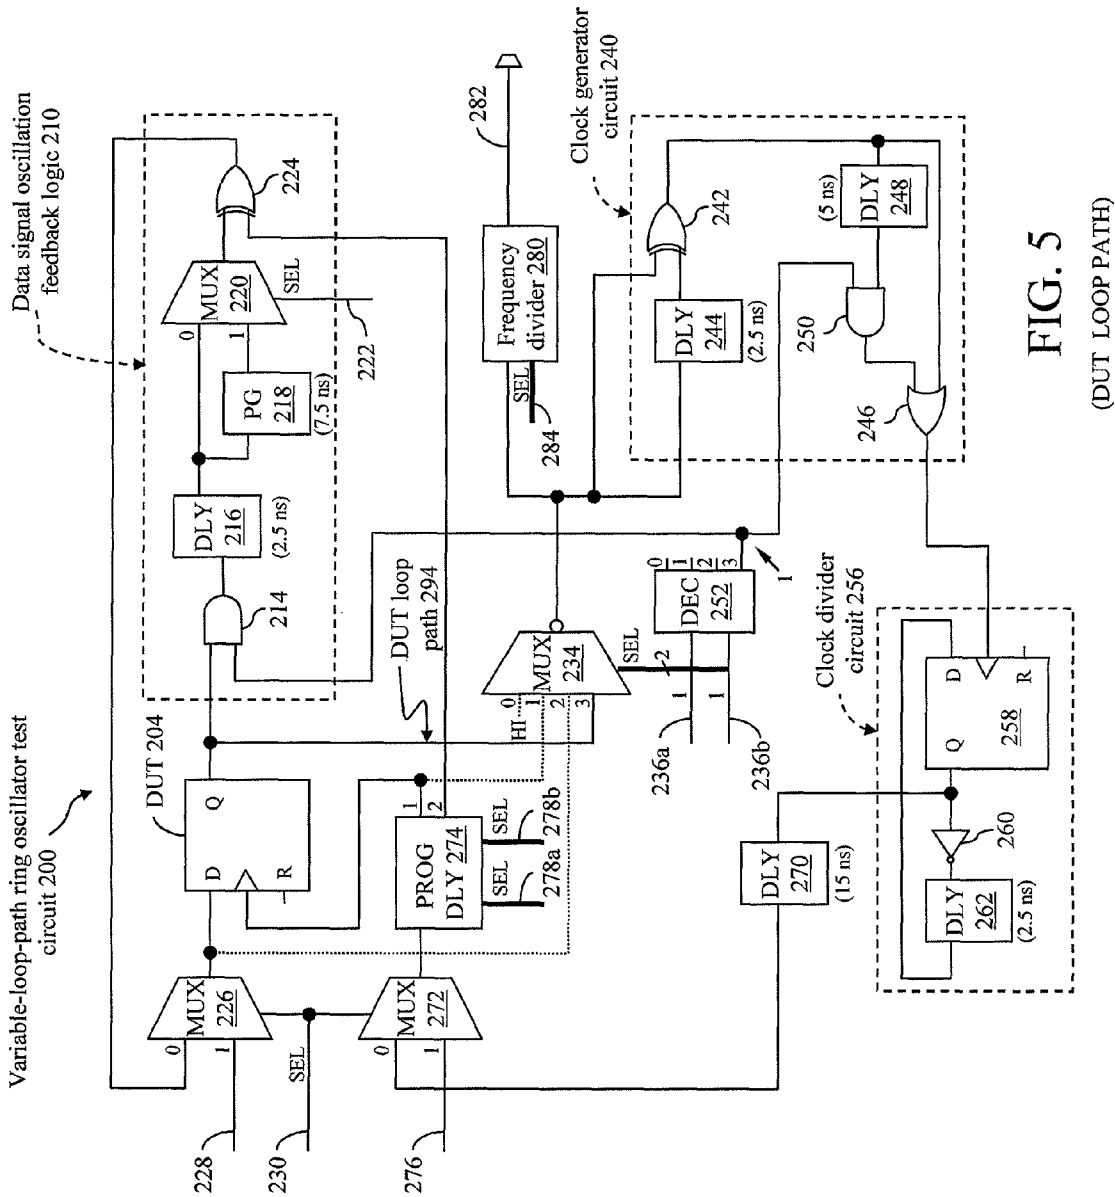 Variable-loop-path ring oscillator test
circuit 200
Data signal oscillation
feedback logic 210
DUT 204
D
Q
R
214
DLY
216
(2.5 ns)
PG
218
(7.5 ns)
0
1
MUX
220
SEL
222
224
228
230
276
0
1
MUX
226
SEL
0
1
MUX
272
PROG
DLY 274
1
2
SEL
278a
SEL
278b
DUT loop
path 294
HI
0
1
2
3
MUX
234
SEL
2
1
1
236a
236b
DEC
252
0
1
2
3
1
Frequency
divider 280
SEL
284
282
Clock generator
circuit 240
242
DLY
244
(2.5 ns)
(5 ns)
DLY
248
250
246
Clock divider
circuit 256
D
Q
R
258
260
DLY
262
(2.5 ns)
DLY
270
(15 ns)
FIG. 5
(DUT LOOP PATH)